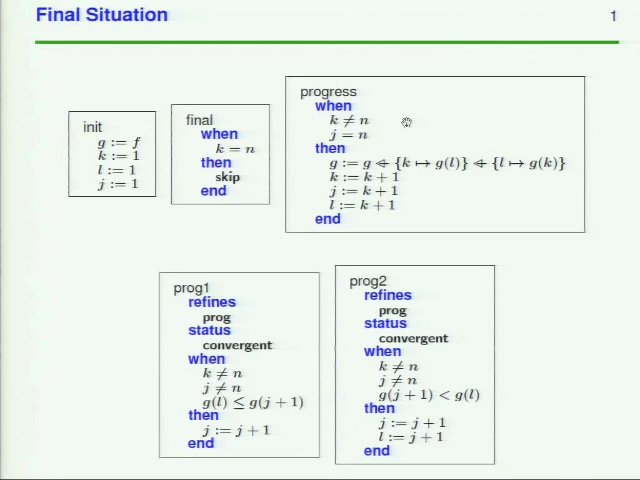 Final Situation
1
init
g := f
k := 1
l := 1
j := 1
final
when
k = n
then
skip
end
progress
when
k ≠ n
j = n
then
g := g ⩤ {k ↦ g(l)} ⩤ {l ↦ g(k)}
k := k + 1
j := k + 1
l := k + 1
end
prog1
refines
prog
status
convergent
when
k ≠ n
j ≠ n
g(l) ≤ g(j + 1)
then
j := j + 1
end
prog2
refines
prog
status
convergent
when
k ≠ n
j ≠ n
g(j + 1) < g(l)
then
j := j + 1
l := j + 1
end